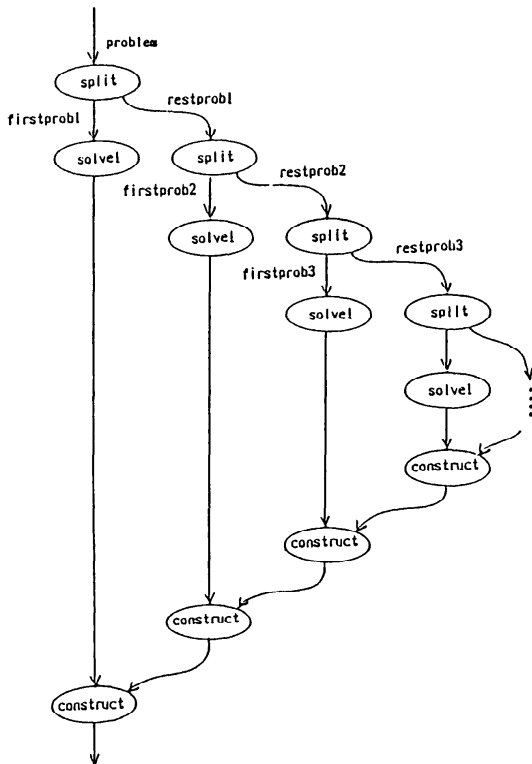 problem
split
restprob1
firstprob1
solve1
split
restprob2
firstprob2
solve1
split
restprob3
firstprob3
solve1
split
solve1
construct
construct
construct
construct